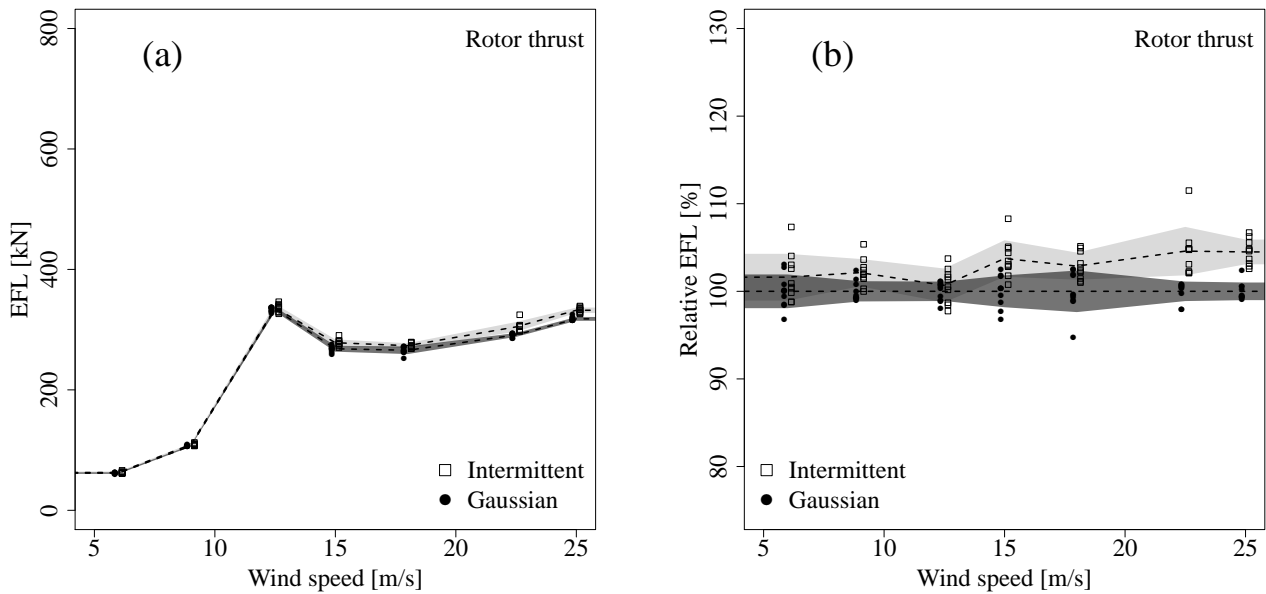 (a)
Rotor thrust
800
600
400
200
0
EFL [kN]
Intermittent
Gaussian
5 10 15 20 25
Wind speed [m/s]
(b)
Rotor thrust
130
120
110
100
90
80
Relative EFL [%]
Intermittent
Gaussian
5 10 15 20 25
Wind speed [m/s]